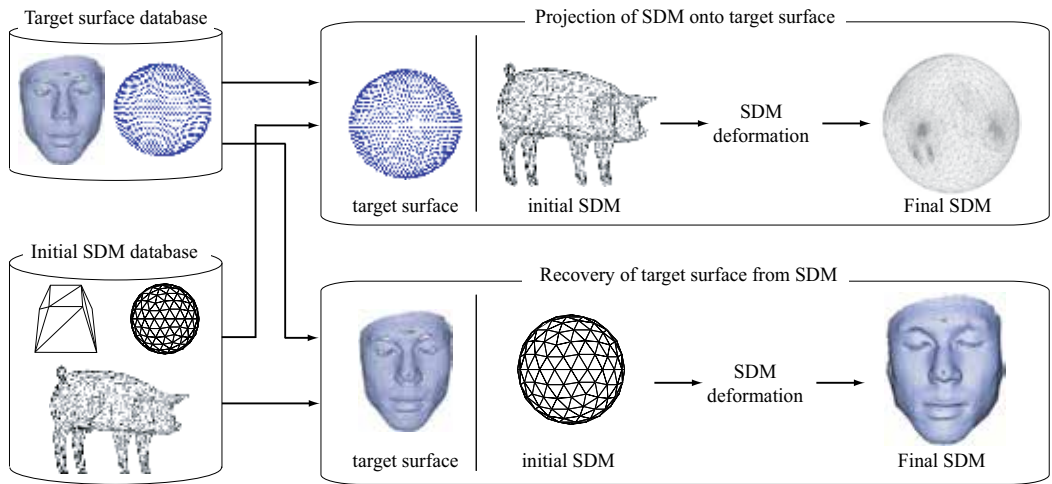 Target surface database
Projection of SDM onto target surface
SDM
deformation
target surface
initial SDM
Final SDM
Initial SDM database
Recovery of target surface from SDM
SDM
deformation
target surface
initial SDM
Final SDM